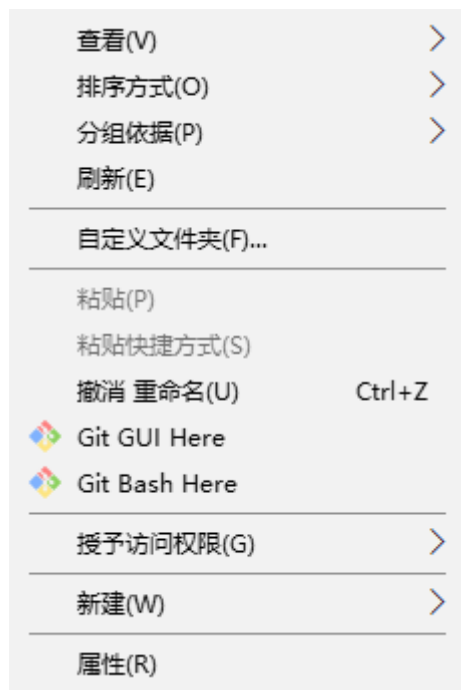 查看(V)
排序方式(O)
分组依据(P)
刷新(E)
自定义文件夹(F)...
粘贴(P)
粘贴快捷方式(S)
撤消 重命名(U) Ctrl+Z
Git GUI Here
Git Bash Here
授予访问权限(G)
新建(W)
属性(R)